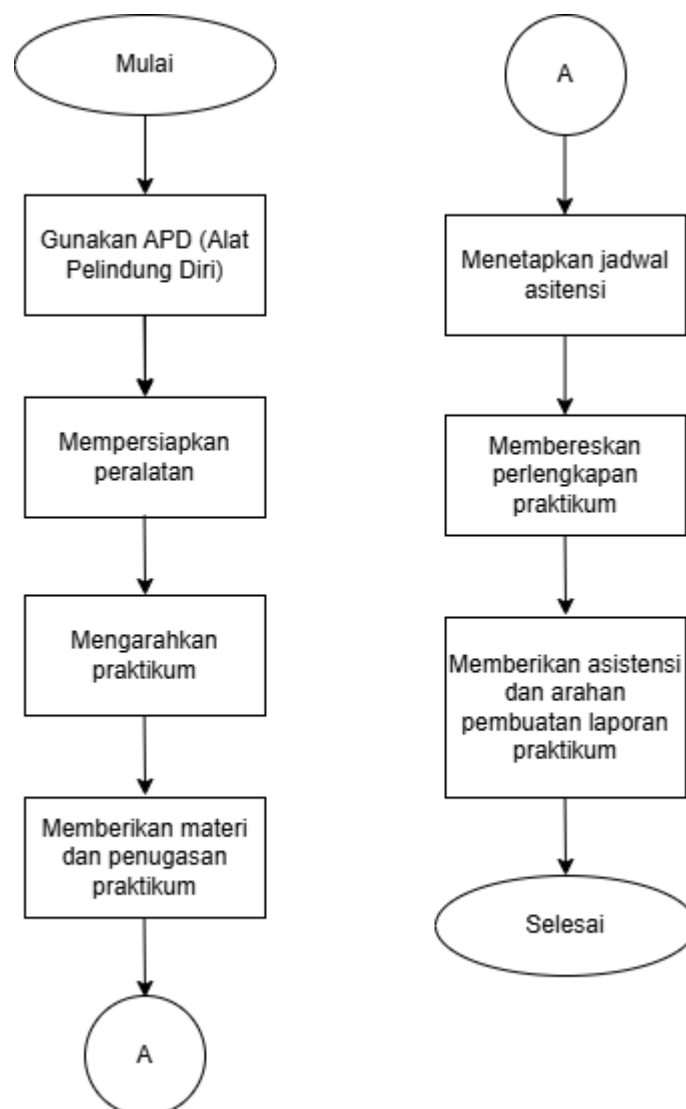 Mulai
Gunakan APD (Alat
Pelindung Diri)
Mempersiapkan
peralatan
Mengarahkan
praktikum
Memberikan materi
dan penugasan
praktikum
A
A
Menetapkan jadwal
asitensi
Membereskan
perlengkapan
praktikum
Memberikan asistensi
dan arahan
pembuatan laporan
praktikum
Selesai